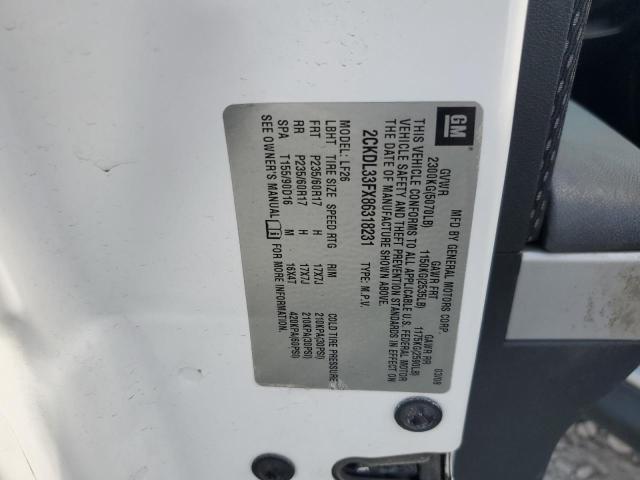 GM
MFD BY GENERAL MOTORS CORP. 03/08
GVWR GAWR FRT GAWR RR
2300KG(5070LB) 1150KG(2535LB) 1175KG(2590LB)
THIS VEHICLE CONFORMS TO ALL APPLICABLE U.S. FEDERAL MOTOR
VEHICLE SAFETY AND THEFT PREVENTION STANDARDS IN EFFECT ON
THE DATE OF MANUFACTURE SHOWN ABOVE.
2CKDL33FX86318231 TYPE: M.P.V.
MODEL: LF26
LBHT TIRE SIZE SPEED RTG RIM COLD TIRE PRESSURE
FRT P235/60R17 H 17X7J 210KPA(30PSI)
RR P235/60R17 H 17X7J 210KPA(30PSI)
SPA T155/90D16 M 16X4T 420KPA(60PSI)
SEE OWNER'S MANUAL i FOR MORE INFORMATION.